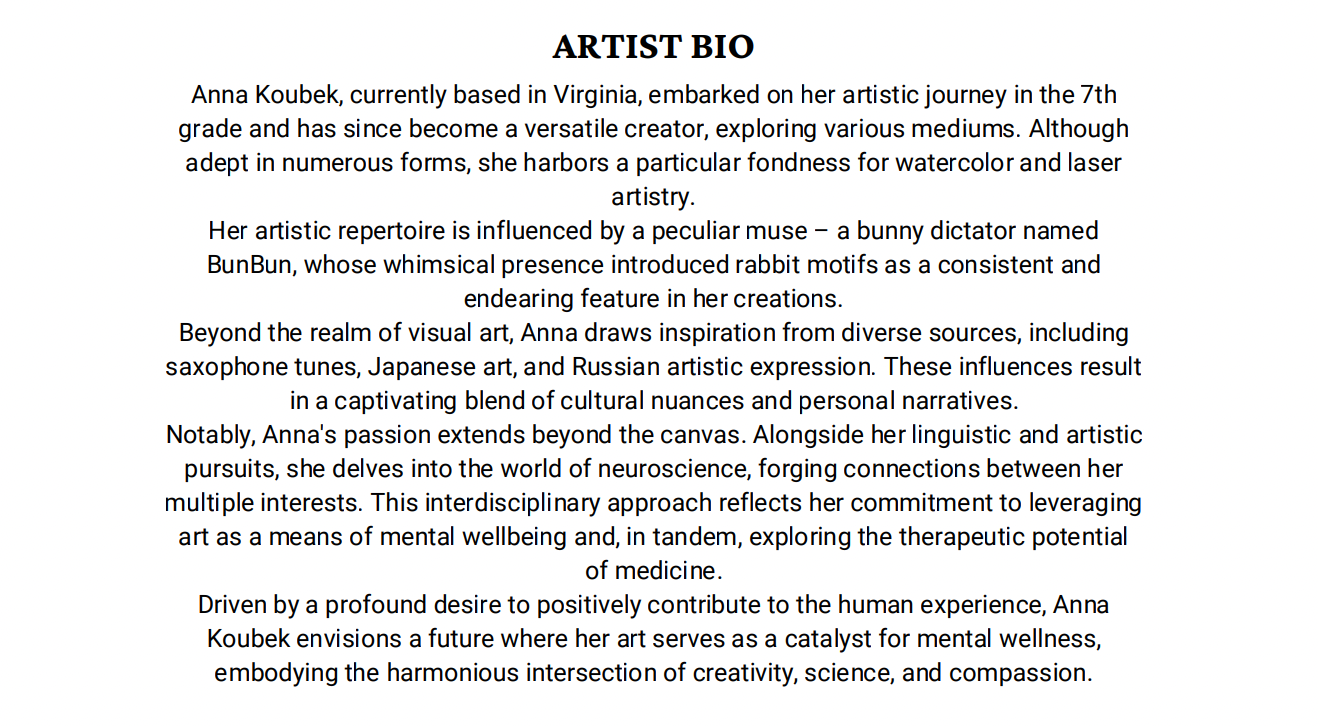 ARTIST BIO
Anna Koubek, currently based in Virginia, embarked on her artistic journey in the 7th
grade and has since become a versatile creator, exploring various mediums. Although
adept in numerous forms, she harbors a particular fondness for watercolor and laser
artistry.
Her artistic repertoire is influenced by a peculiar muse – a bunny dictator named
BunBun, whose whimsical presence introduced rabbit motifs as a consistent and
endearing feature in her creations.
Beyond the realm of visual art, Anna draws inspiration from diverse sources, including
saxophone tunes, Japanese art, and Russian artistic expression. These influences result
in a captivating blend of cultural nuances and personal narratives.
Notably, Anna's passion extends beyond the canvas. Alongside her linguistic and artistic
pursuits, she delves into the world of neuroscience, forging connections between her
multiple interests. This interdisciplinary approach reflects her commitment to leveraging
art as a means of mental wellbeing and, in tandem, exploring the therapeutic potential
of medicine.
Driven by a profound desire to positively contribute to the human experience, Anna
Koubek envisions a future where her art serves as a catalyst for mental wellness,
embodying the harmonious intersection of creativity, science, and compassion.